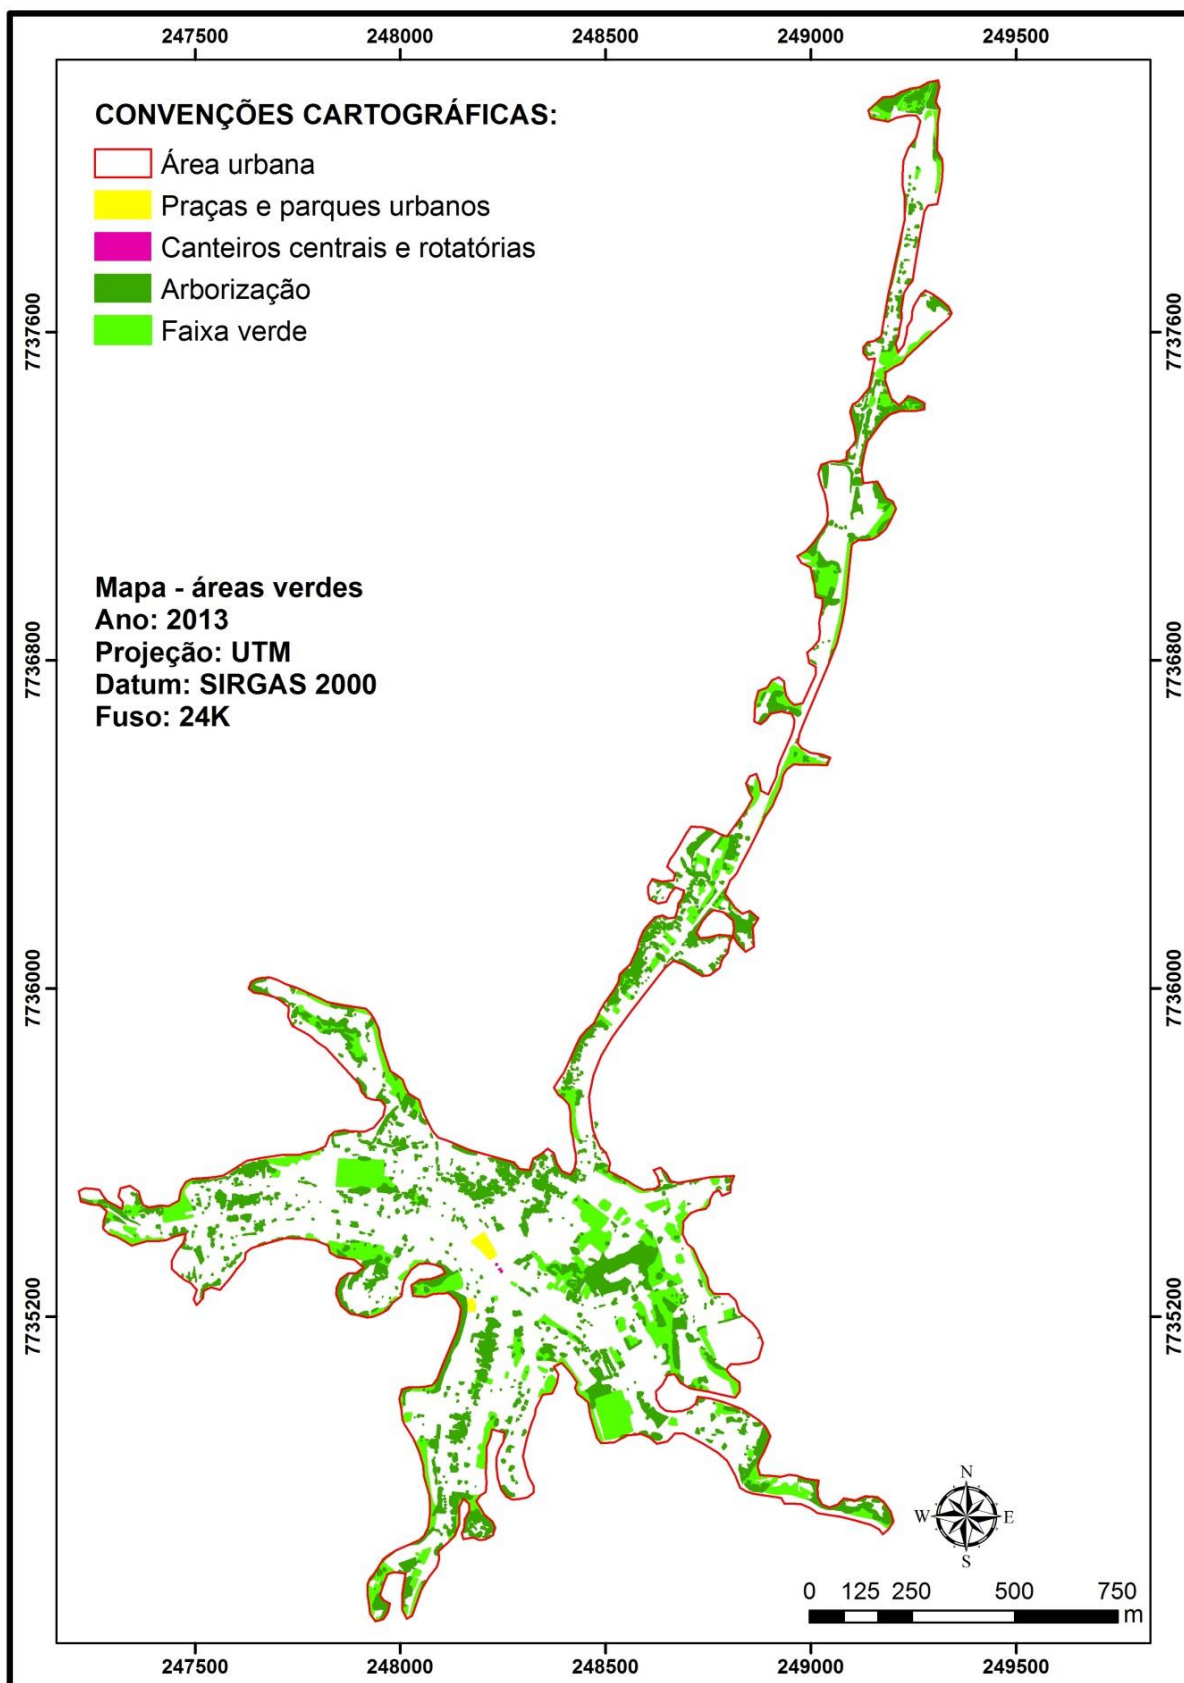 247500 248000 248500 249000 249500
CONVENÇÕES CARTOGRÁFICAS:
Área urbana
Praças e parques urbanos
Canteiros centrais e rotatórias
Arborização
Faixa verde
7737600 7737600
Mapa - áreas verdes
Ano: 2013
Projeção: UTM
Datum: SIRGAS 2000
Fuso: 24K
7736800 7736800
7736000 7736000
7735200 7735200
N
W E
S
0 125 250 500 750
m
247500 248000 248500 249000 249500